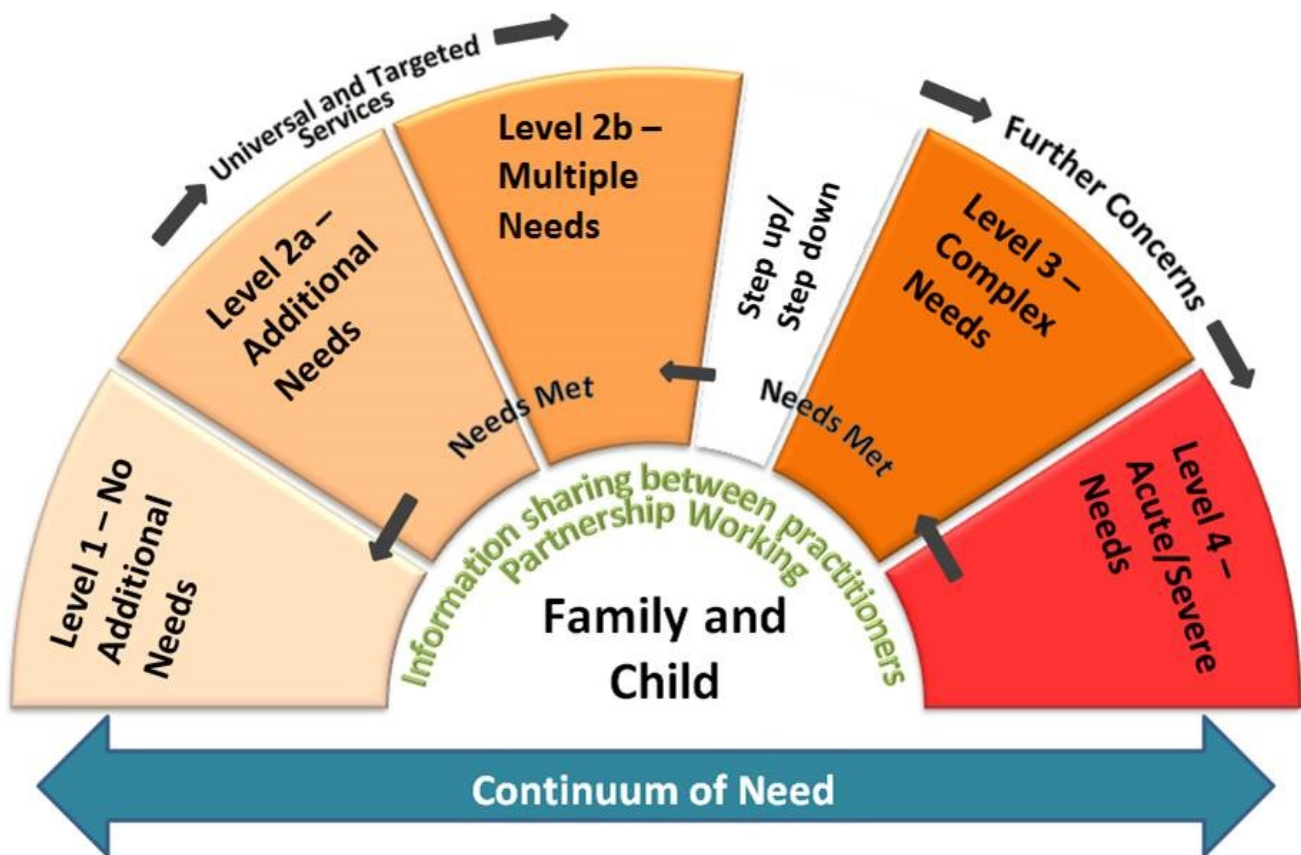 Universal and Targeted
Services
Further Concerns
Level 1 – No
Additional
Needs
Level 2a –
Additional
Needs
Level 2b –
Multiple
Needs
Step up/
Step down
Level 3 –
Complex
Needs
Level 4 –
Acute/Severe
Needs
Needs Met
Needs Met
Information sharing between practitioners
Partnership Working
Family and
Child
Continuum of Need